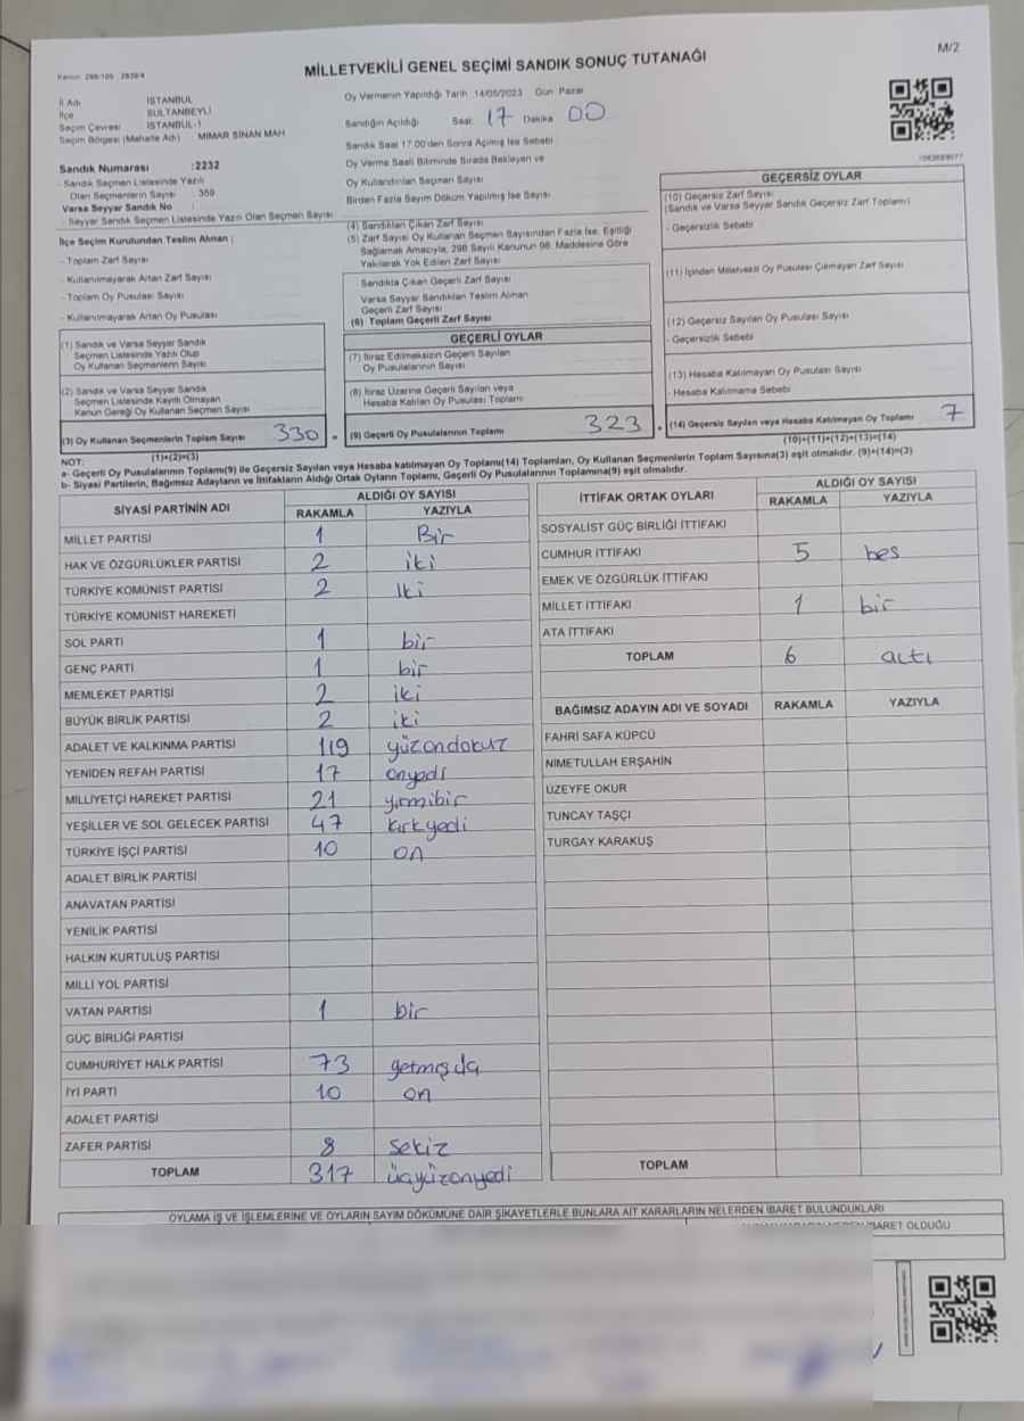 M/2
MİLLETVEKİLİ GENEL SEÇİMİ SANDIK SONUÇ TUTANAĞI
İl Adı İSTANBUL
İlçe SULTANBEYLİ
Seçim Çevresi İSTANBUL-1
Seçim Bölgesi (Mahalle Adı) MİMAR SİNAN MAH
Sandık Numarası :2232
- Sandık Seçmen Listesinde Yazılı
Olan Seçmenlerin Sayısı : 389
Varsa Seyyar Sandık No :
- Seyyar Sandık Seçmen Listesinde Yazılı Olan Seçmen Sayısı
İlçe Seçim Kurulundan Teslim Alınan ;
- Toplam Zarf Sayısı
- Kullanılmayarak Artan Zarf Sayısı
- Toplam Oy Pusulası Sayısı
- Kullanılmayarak Artan Oy Pusulası
Oy Vermenin Yapıldığı Tarih :14/05/2023 Gün: Pazar
Sandığın Açıldığı Saat: 17 Dakika 00
Sandık Saat 17.00'den Sonra Açılmış İse Sebebi
Oy Verme Saati Bitiminde Sırada Bekleyen ve
Oy Kullandırılan Seçmen Sayısı
Birden Fazla Sayım Döküm Yapılmış İse Sayısı
(4) Sandıktan Çıkan Zarf Sayısı
(5) Zarf Sayısı Oy Kullanan Seçmen Sayısından Fazla İse, Eşitliği
Sağlamak Amacıyla, 298 Sayılı Kanunun 98. Maddesine Göre
Yakılarak Yok Edilen Zarf Sayısı
- Sandıkta Çıkan Geçerli Zarf Sayısı
Varsa Seyyar Sandıktan Teslim Alınan
Geçerli Zarf Sayısı
(6) Toplam Geçerli Zarf Sayısı
GEÇERSİZ OYLAR
(10) Geçersiz Zarf Sayısı
(Sandık ve Varsa Seyyar Sandık Geçersiz Zarf Toplamı)
- Geçersizlik Sebebi
(11) İçinden Milletvekili Oy Pusulası Çıkmayan Zarf Sayısı
(12) Geçersiz Sayılan Oy Pusulası Sayısı
- Geçersizlik Sebebi
(13) Hesaba Katılmayan Oy Pusulası Sayısı
- Hesaba Katılmama Sebebi
(14) Geçersiz Sayılan veya Hesaba Katılmayan Oy Toplamı 7
(10)+(11)+(12)+(13)=(14)
(1) Sandık ve Varsa Seyyar Sandık
Seçmen Listesinde Yazılı Olup
Oy Kullanan Seçmenlerin Sayısı
(2) Sandık ve Varsa Seyyar Sandık
Seçmen Listesinde Kayıtlı Olmayan
Kanun Gereği Oy Kullanan Seçmen Sayısı
(3) Oy Kullanan Seçmenlerin Toplam Sayısı 330
(1)+(2)=(3)
GEÇERLİ OYLAR
(7) İtiraz Edilmeksizin Geçerli Sayılan
Oy Pusulalarının Sayısı
(8) İtiraz Üzerine Geçerli Sayılan veya
Hesaba Katılan Oy Pusulası Toplamı
(9) Geçerli Oy Pusulalarının Toplamı 323
NOT:
a- Geçerli Oy Pusulalarının Toplamı(9) ile Geçersiz Sayılan veya Hesaba katılmayan Oy Toplamı(14) Toplamları, Oy Kullanan Seçmenlerin Toplam Sayısına(3) eşit olmalıdır. (9)+(14)=(3)
b- Siyasi Partilerin, Bağımsız Adayların ve İttifakların Aldığı Ortak Oyların Toplamı, Geçerli Oy Pusulalarının Toplamına(9) eşit olmalıdır.
SİYASİ PARTİNİN ADI ALDIĞI OY SAYISI
RAKAMLA YAZIYLA
MİLLET PARTİSİ 1 Bir
HAK VE ÖZGÜRLÜKLER PARTİSİ 2 iki
TÜRKİYE KOMÜNİST PARTİSİ 2 Iki
TÜRKİYE KOMÜNİST HAREKETİ
SOL PARTİ 1 bir
GENÇ PARTİ 1 bir
MEMLEKET PARTİSİ 2 iki
BÜYÜK BİRLİK PARTİSİ 2 iki
ADALET VE KALKINMA PARTİSİ 119 yüzondokuz
YENİDEN REFAH PARTİSİ 17 onyedi
MİLLİYETÇİ HAREKET PARTİSİ 21 yirmibir
YEŞİLLER VE SOL GELECEK PARTİSİ 47 kırkyedi
TÜRKİYE İŞÇİ PARTİSİ 10 on
ADALET BİRLİK PARTİSİ
ANAVATAN PARTİSİ
YENİLİK PARTİSİ
HALKIN KURTULUŞ PARTİSİ
MİLLİ YOL PARTİSİ
VATAN PARTİSİ 1 bir
GÜÇ BİRLİĞİ PARTİSİ
CUMHURİYET HALK PARTİSİ 73
İYİ PARTİ 10 on
ADALET PARTİSİ
ZAFER PARTİSİ 8 sekiz
TOPLAM 317 üçyüzonyedi
İTTİFAK ORTAK OYLARI ALDIĞI OY SAYISI
RAKAMLA YAZIYLA
SOSYALİST GÜÇ BİRLİĞİ İTTİFAKI
CUMHUR İTTİFAKI 5 bes
EMEK VE ÖZGÜRLÜK İTTİFAKI
MİLLET İTTİFAKI 1 bir
ATA İTTİFAKI
TOPLAM 6 altı
BAĞIMSIZ ADAYIN ADI VE SOYADI RAKAMLA YAZIYLA
FAHRİ SAFA KÜPCÜ
NİMETULLAH ERŞAHİN
ÜZEYFE OKUR
TUNCAY TAŞÇI
TURGAY KARAKUŞ
TOPLAM
OYLAMA İŞ VE İŞLEMLERİNE VE OYLARIN SAYIM DÖKÜMÜNE DAİR ŞİKAYETLERLE BUNLARA AİT KARARLARIN NELERDEN İBARET BULUNDUKLARI
İBARET OLDUĞU